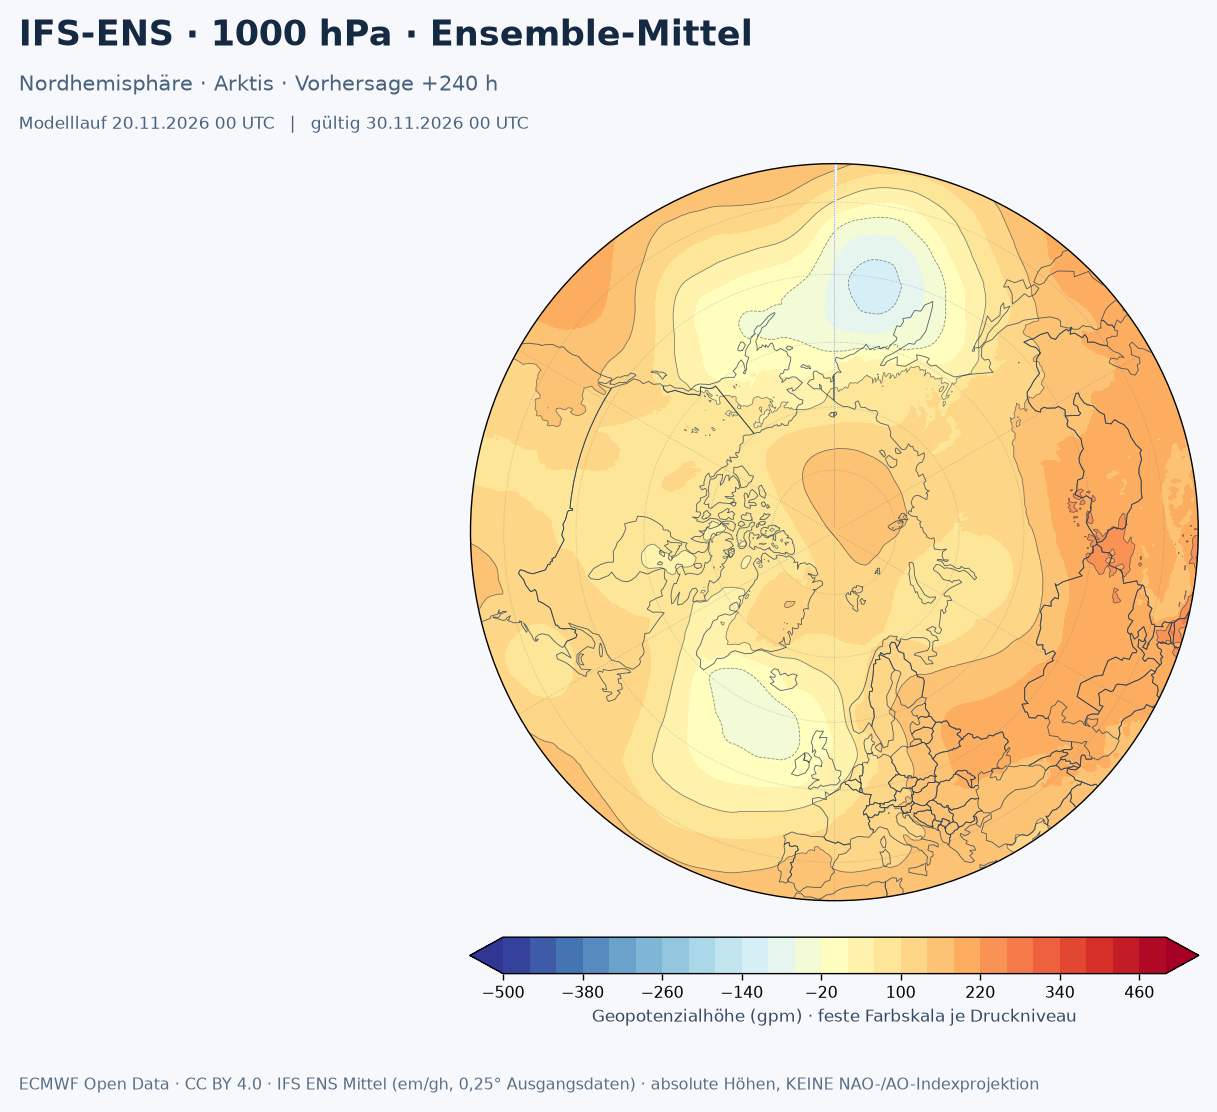 IFS-ENS · 1000 hPa · Ensemble-Mittel
Nordhemisphäre · Arktis · Vorhersage +240 h
Modelllauf 20.11.2026 00 UTC | gültig 30.11.2026 00 UTC
−500 −380 −260 −140 −20 100 220 340 460
Geopotenzialhöhe (gpm) · feste Farbskala je Druckniveau
ECMWF Open Data · CC BY 4.0 · IFS ENS Mittel (em/gh, 0,25° Ausgangsdaten) · absolute Höhen, KEINE NAO-/AO-Indexprojektion